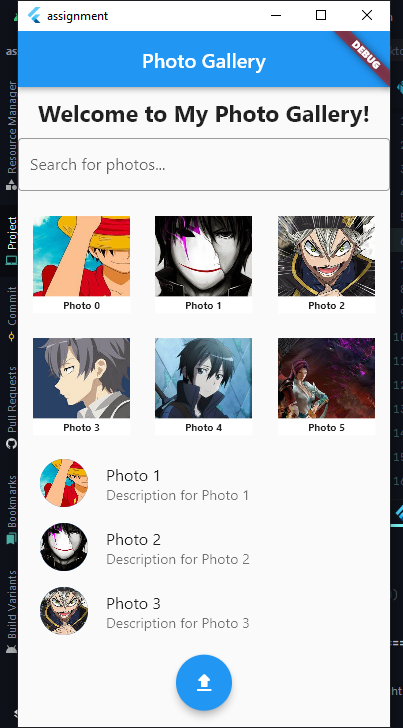 assignment
Photo Gallery
DEBUG
Welcome to My Photo Gallery!
Search for photos...
Photo 0
Photo 1
Photo 2
Photo 3
Photo 4
Photo 5
Photo 1
Description for Photo 1
Photo 2
Description for Photo 2
Photo 3
Description for Photo 3
Resource Manager
Project
Commit
Pull Requests
Bookmarks
Build Variants